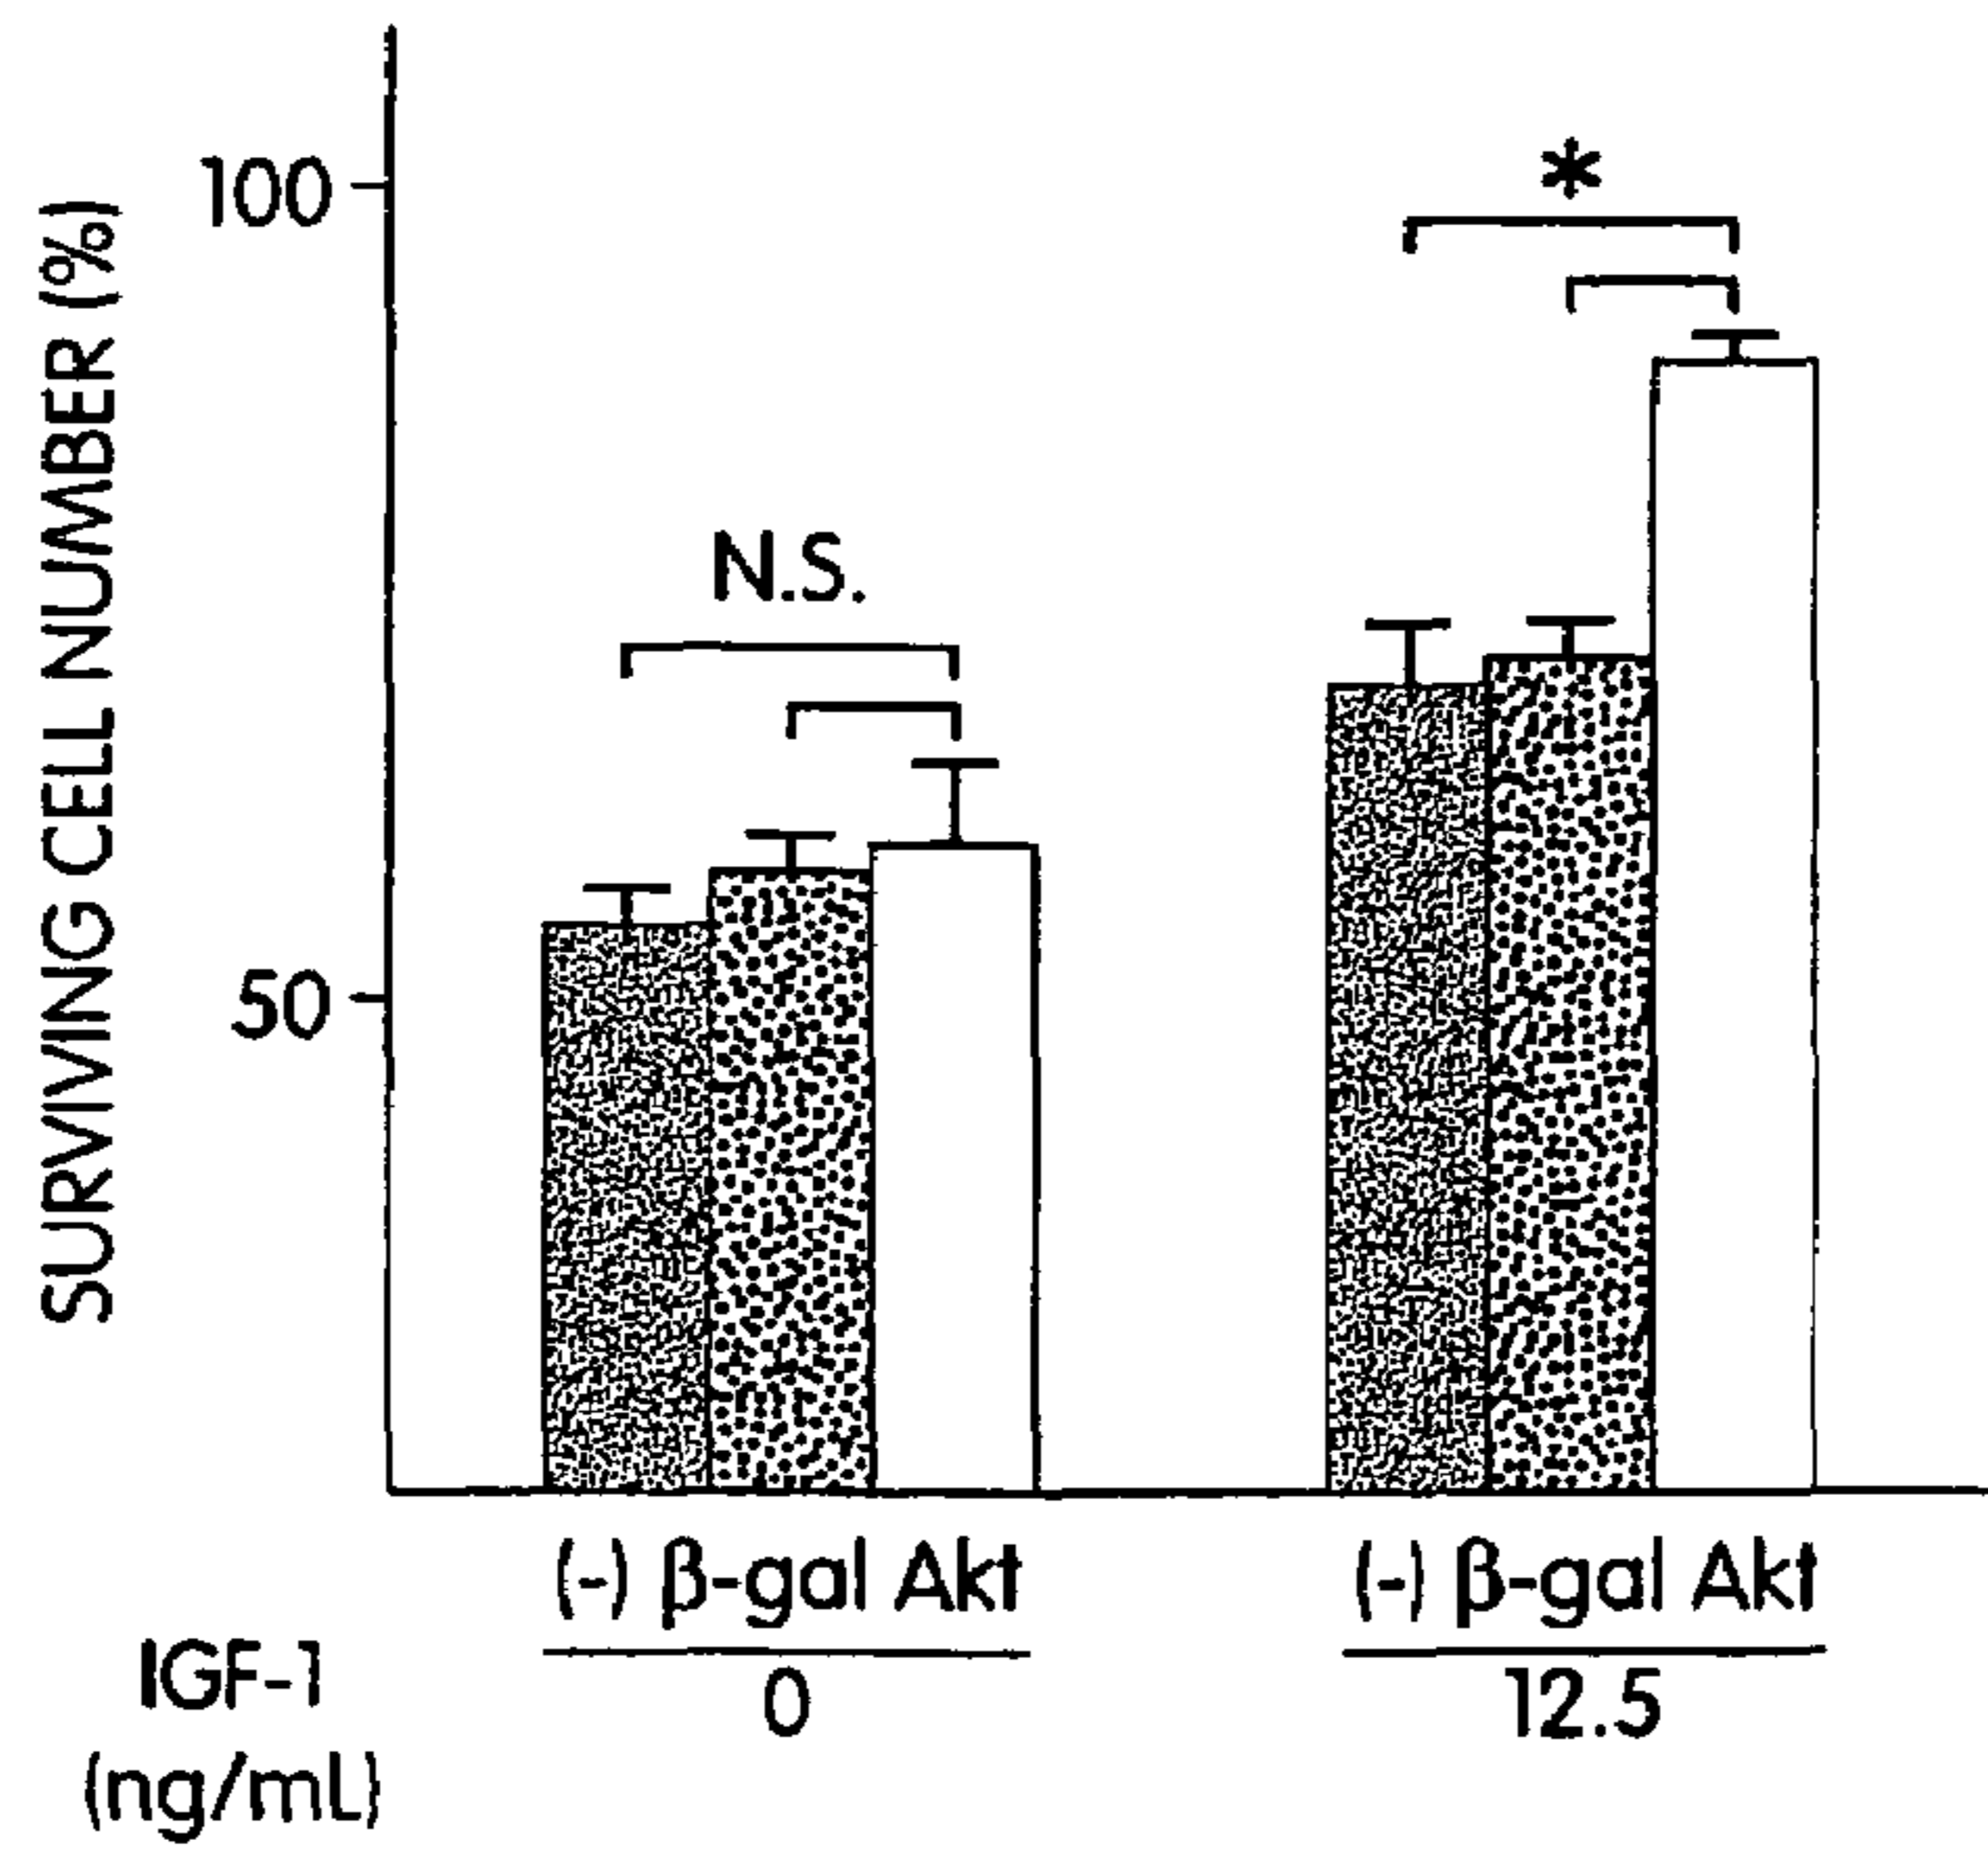 SURVIVING CELL NUMBER (%)
100
50
N.S.
*
(-) β-gal Akt
(-) β-gal Akt
IGF-1
(ng/mL)
0
12.5